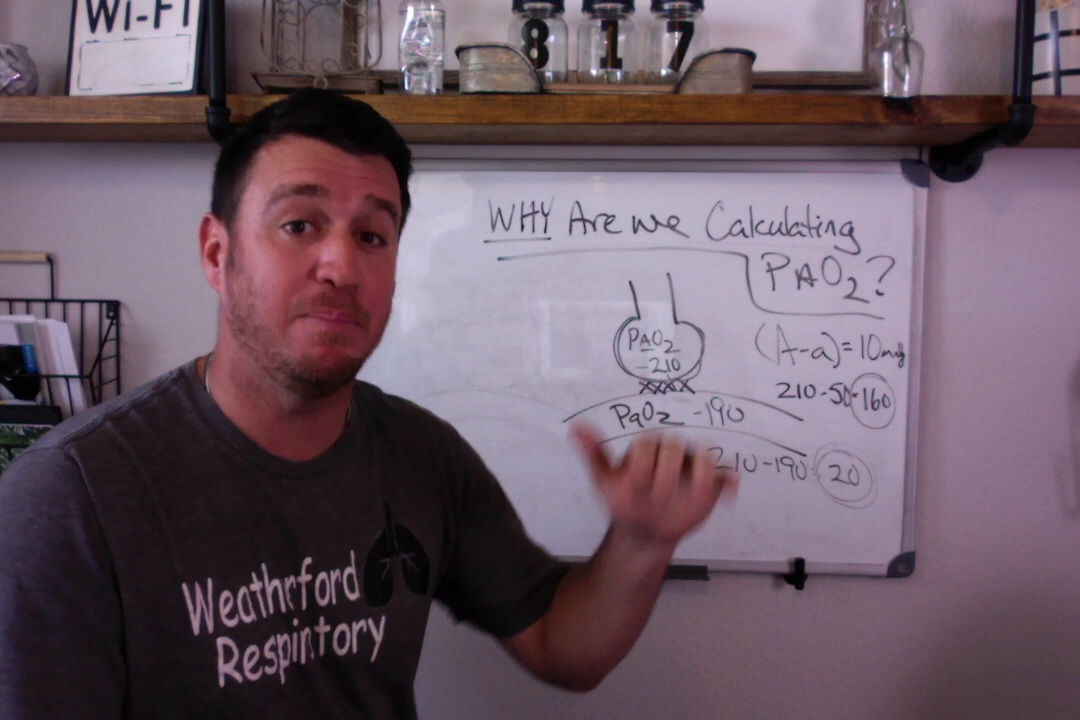 Wi-Fi
8 1 7
WHY Are we Calculating
PAO2?
PAO2
-210
(A-a)=10mmHg
210-50-160
PaO2 -190
210-190
20
Weatherford
Respiratory